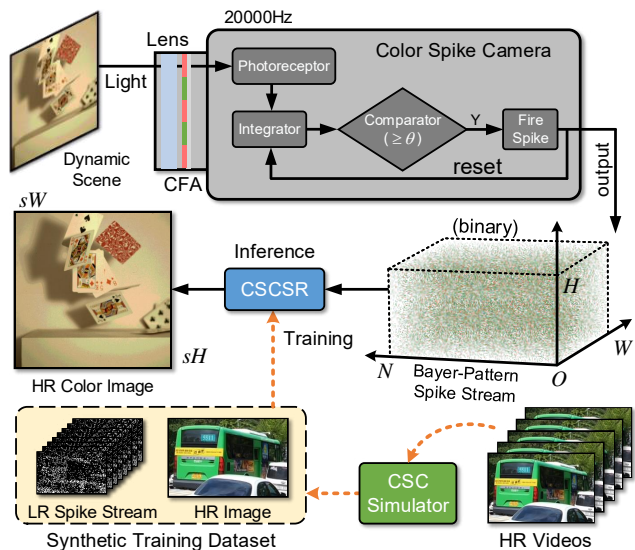 20000Hz
Lens
Color Spike Camera
Light
Photoreceptor
Integrator
Comparator
(≥ θ)
Y
Fire
Spike
reset
output
Dynamic
Scene
CFA
sW
(binary)
Inference
CSCSR
H
Training
sH
W
N
O
Bayer-Pattern
Spike Stream
HR Color Image
CSC
Simulator
LR Spike Stream
HR Image
Synthetic Training Dataset
HR Videos